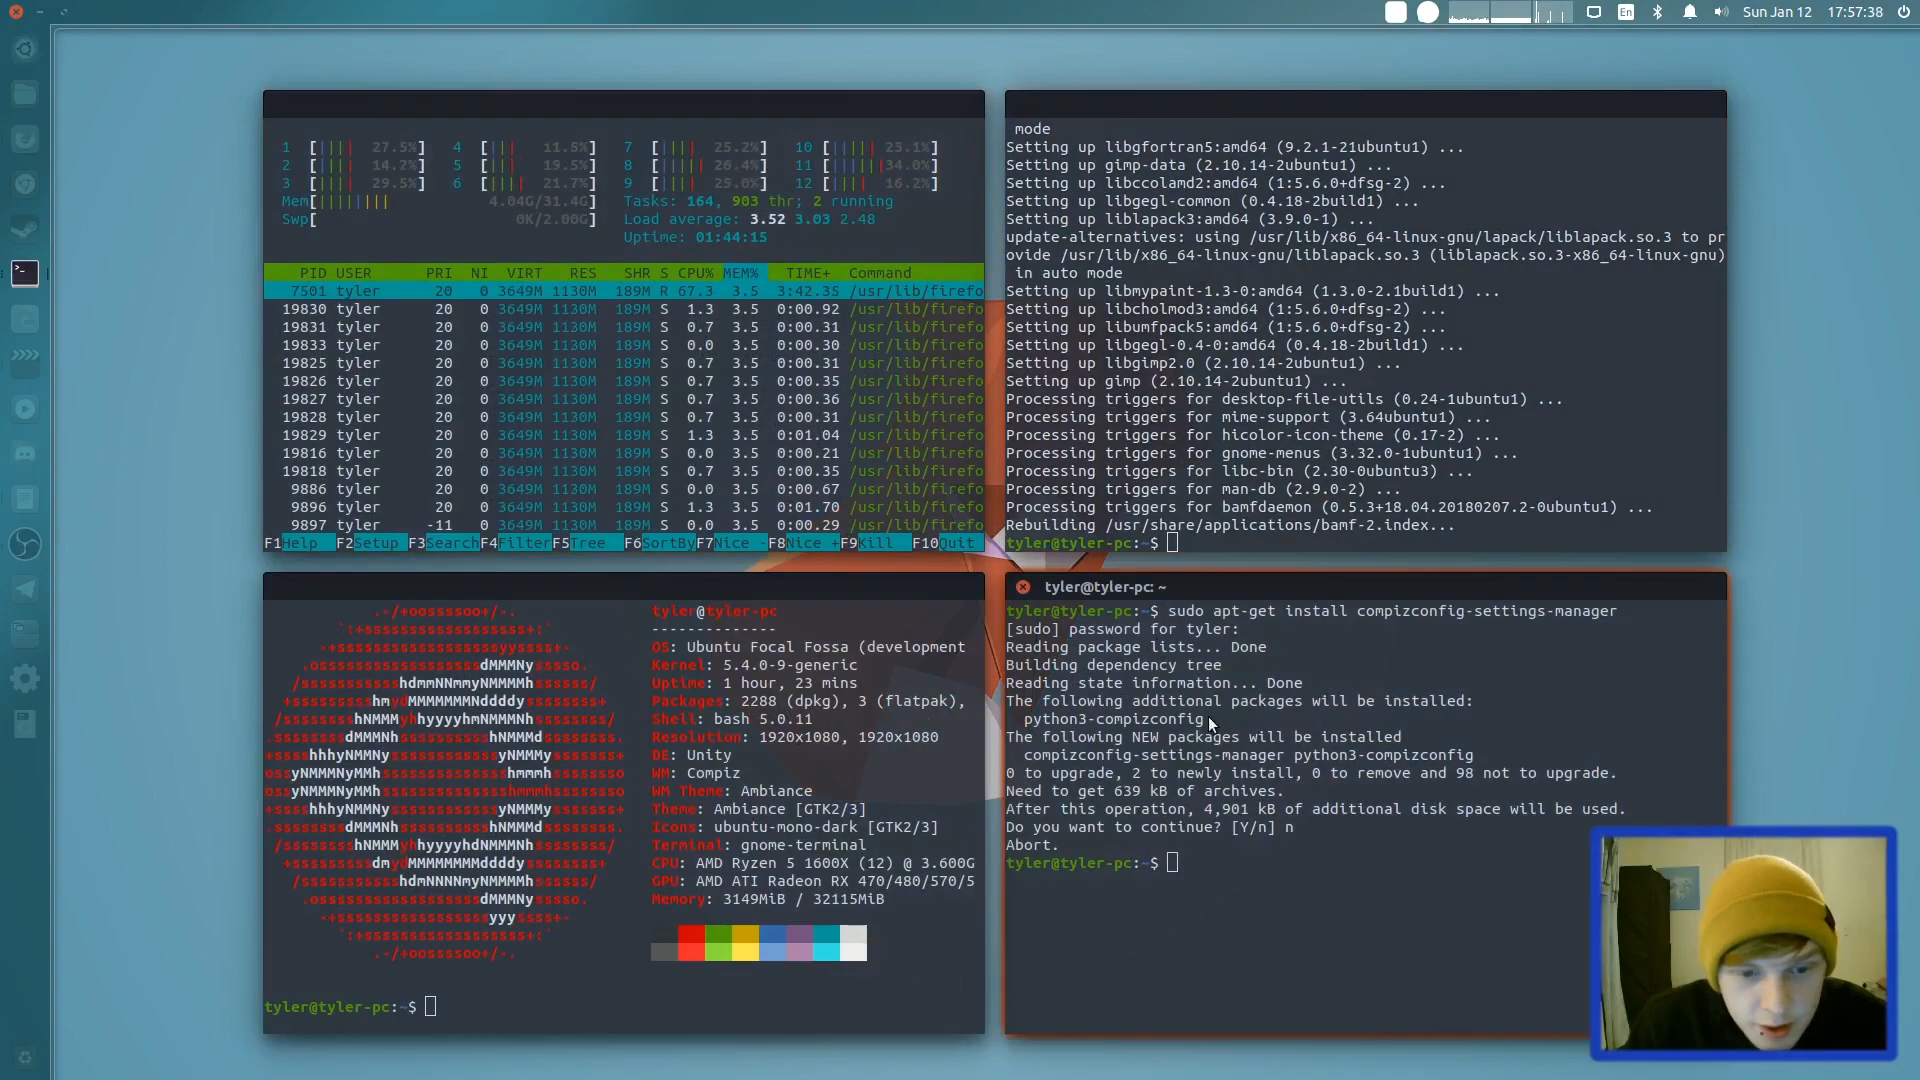 En Sun Jan 12 17:57:38
1 [|||| 27.5%] 4 [||| 11.5%] 7 [|||| 25.2%] 10 [||||| 23.1%]
2 [|||| 14.2%] 5 [||| 19.5%] 8 [||||| 26.4%] 11 [|||||| 34.0%]
3 [|||| 29.5%] 6 [|||| 21.7%] 9 [|||| 25.0%] 12 [|||| 16.2%]
Mem[|||||||| 4.04G/31.4G] Tasks: 164, 903 thr; 2 running
Swp[ 0K/2.00G] Load average: 3.52 3.03 2.48
Uptime: 01:44:15
PID USER PRI NI VIRT RES SHR S CPU% MEM% TIME+ Command
7501 tyler 20 0 3649M 1130M 189M R 67.3 3.5 3:42.35 /usr/lib/firefo
19830 tyler 20 0 3649M 1130M 189M S 1.3 3.5 0:00.92 /usr/lib/firefo
19831 tyler 20 0 3649M 1130M 189M S 0.7 3.5 0:00.31 /usr/lib/firefo
19833 tyler 20 0 3649M 1130M 189M S 0.0 3.5 0:00.30 /usr/lib/firefo
19825 tyler 20 0 3649M 1130M 189M S 0.7 3.5 0:00.31 /usr/lib/firefo
19826 tyler 20 0 3649M 1130M 189M S 0.7 3.5 0:00.35 /usr/lib/firefo
19827 tyler 20 0 3649M 1130M 189M S 0.7 3.5 0:00.36 /usr/lib/firefo
19828 tyler 20 0 3649M 1130M 189M S 0.7 3.5 0:00.31 /usr/lib/firefo
19829 tyler 20 0 3649M 1130M 189M S 1.3 3.5 0:01.04 /usr/lib/firefo
19816 tyler 20 0 3649M 1130M 189M S 0.0 3.5 0:00.21 /usr/lib/firefo
19818 tyler 20 0 3649M 1130M 189M S 0.7 3.5 0:00.35 /usr/lib/firefo
9886 tyler 20 0 3649M 1130M 189M S 0.0 3.5 0:00.67 /usr/lib/firefo
9896 tyler 20 0 3649M 1130M 189M S 1.3 3.5 0:01.70 /usr/lib/firefo
9897 tyler -11 0 3649M 1130M 189M S 0.0 3.5 0:00.29 /usr/lib/firefo
F1Help F2Setup F3SearchF4FilterF5Tree F6SortByF7Nice -F8Nice +F9Kill F10Quit
mode
Setting up libgfortran5:amd64 (9.2.1-21ubuntu1) ...
Setting up gimp-data (2.10.14-2ubuntu1) ...
Setting up libccolamd2:amd64 (1:5.6.0+dfsg-2) ...
Setting up libgegl-common (0.4.18-2build1) ...
Setting up liblapack3:amd64 (3.9.0-1) ...
update-alternatives: using /usr/lib/x86_64-linux-gnu/lapack/liblapack.so.3 to pr
ovide /usr/lib/x86_64-linux-gnu/liblapack.so.3 (liblapack.so.3-x86_64-linux-gnu)
in auto mode
Setting up libmypaint-1.3-0:amd64 (1.3.0-2.1build1) ...
Setting up libcholmod3:amd64 (1:5.6.0+dfsg-2) ...
Setting up libumfpack5:amd64 (1:5.6.0+dfsg-2) ...
Setting up libgegl-0.4-0:amd64 (0.4.18-2build1) ...
Setting up libgimp2.0 (2.10.14-2ubuntu1) ...
Setting up gimp (2.10.14-2ubuntu1) ...
Processing triggers for desktop-file-utils (0.24-1ubuntu1) ...
Processing triggers for mime-support (3.64ubuntu1) ...
Processing triggers for hicolor-icon-theme (0.17-2) ...
Processing triggers for gnome-menus (3.32.0-1ubuntu1) ...
Processing triggers for libc-bin (2.30-0ubuntu3) ...
Processing triggers for man-db (2.9.0-2) ...
Processing triggers for bamfdaemon (0.5.3+18.04.20180207.2-0ubuntu1) ...
Rebuilding /usr/share/applications/bamf-2.index...
tyler@tyler-pc:~$
tyler@tyler-pc
--------------
OS: Ubuntu Focal Fossa (development
Kernel: 5.4.0-9-generic
Uptime: 1 hour, 23 mins
Packages: 2288 (dpkg), 3 (flatpak),
Shell: bash 5.0.11
Resolution: 1920x1080, 1920x1080
DE: Unity
WM: Compiz
WM Theme: Ambiance
Theme: Ambiance [GTK2/3]
Icons: ubuntu-mono-dark [GTK2/3]
Terminal: gnome-terminal
CPU: AMD Ryzen 5 1600X (12) @ 3.600G
GPU: AMD ATI Radeon RX 470/480/570/5
Memory: 3149MiB / 32115MiB
tyler@tyler-pc:~$
tyler@tyler-pc: ~
tyler@tyler-pc:~$ sudo apt-get install compizconfig-settings-manager
[sudo] password for tyler:
Reading package lists... Done
Building dependency tree
Reading state information... Done
The following additional packages will be installed:
python3-compizconfig
The following NEW packages will be installed
compizconfig-settings-manager python3-compizconfig
0 to upgrade, 2 to newly install, 0 to remove and 98 not to upgrade.
Need to get 639 kB of archives.
After this operation, 4,901 kB of additional disk space will be used.
Do you want to continue? [Y/n] n
Abort.
tyler@tyler-pc:~$